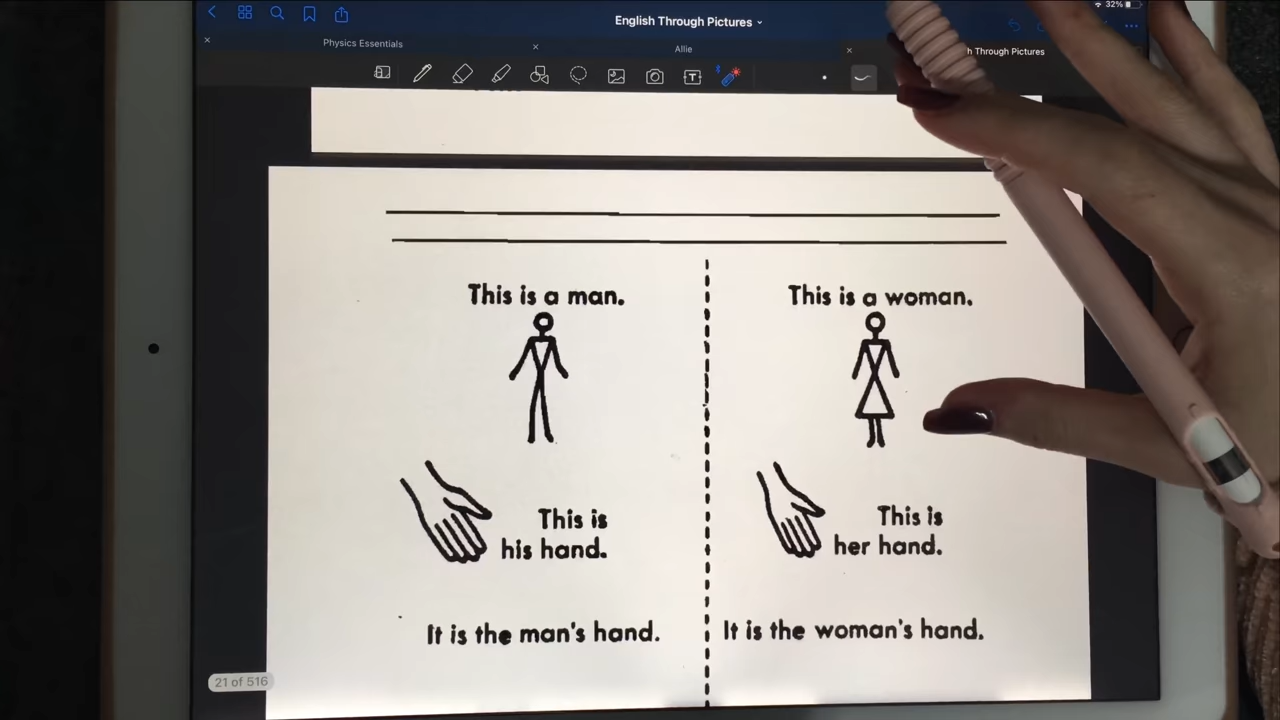 32%
English Through Pictures
Physics Essentials
Allie
Through Pictures
T
This is a man.
This is
his hand.
It is the man's hand.
This is a woman.
This is
her hand.
It is the woman's hand.
21 of 516